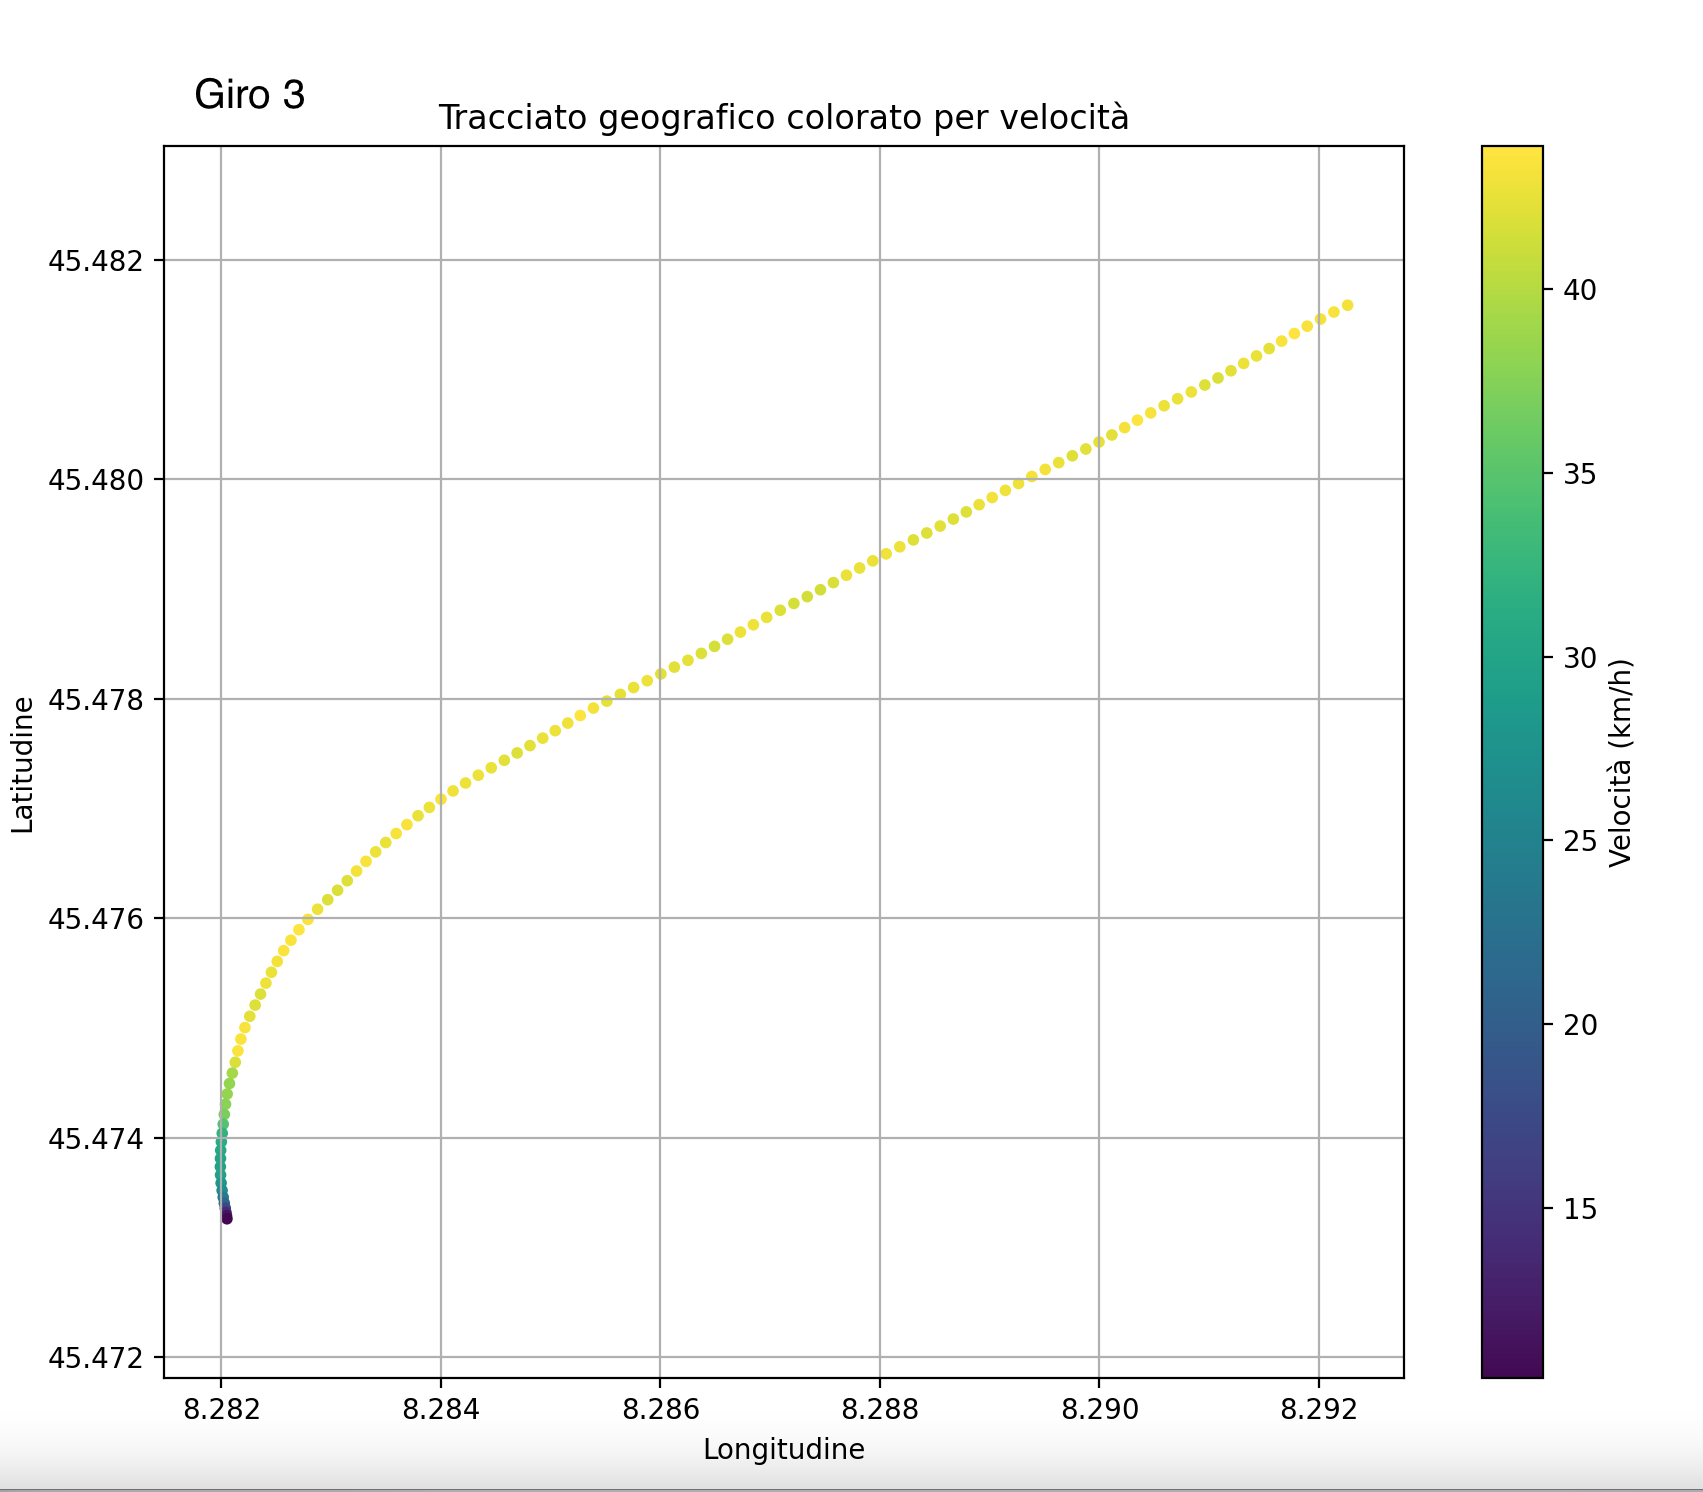 Giro 3
Tracciato geografico colorato per velocità
45.482
45.480
45.478
45.476
45.474
45.472
Latitudine
8.282 8.284 8.286 8.288 8.290 8.292
Longitudine
40
35
30
25
20
15
Velocità (km/h)